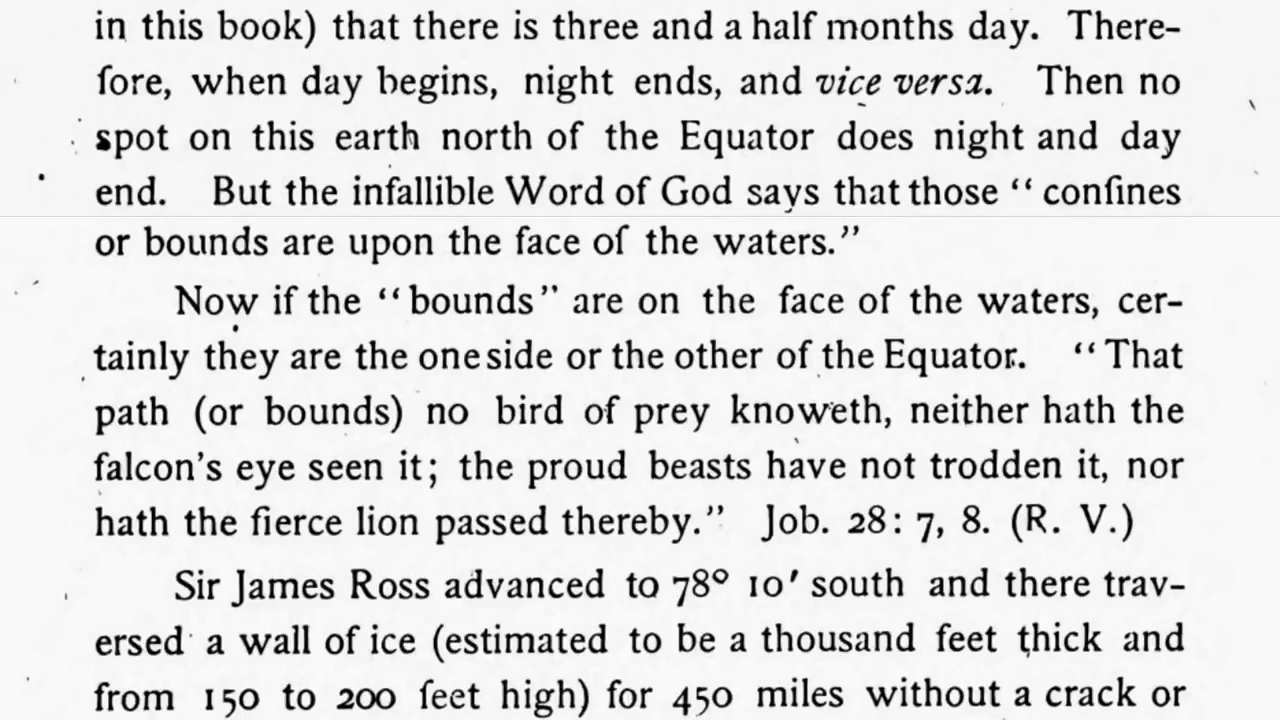 in this book) that there is three and a half months day. There-
fore, when day begins, night ends, and vice versa. Then no
spot on this earth north of the Equator does night and day
end. But the infallible Word of God says that those “ confines
or bounds are upon the face of the waters.”
Now if the “bounds” are on the face of the waters, cer-
tainly they are the one side or the other of the Equator. “That
path (or bounds) no bird of prey knoweth, neither hath the
falcon's eye seen it; the proud beasts have not trodden it, nor
hath the fierce lion passed thereby.” Job. 28: 7, 8. (R. V.)
Sir James Ross advanced to 78° 10′ south and there trav-
ersed a wall of ice (estimated to be a thousand feet thick and
from 150 to 200 feet high) for 450 miles without a crack or